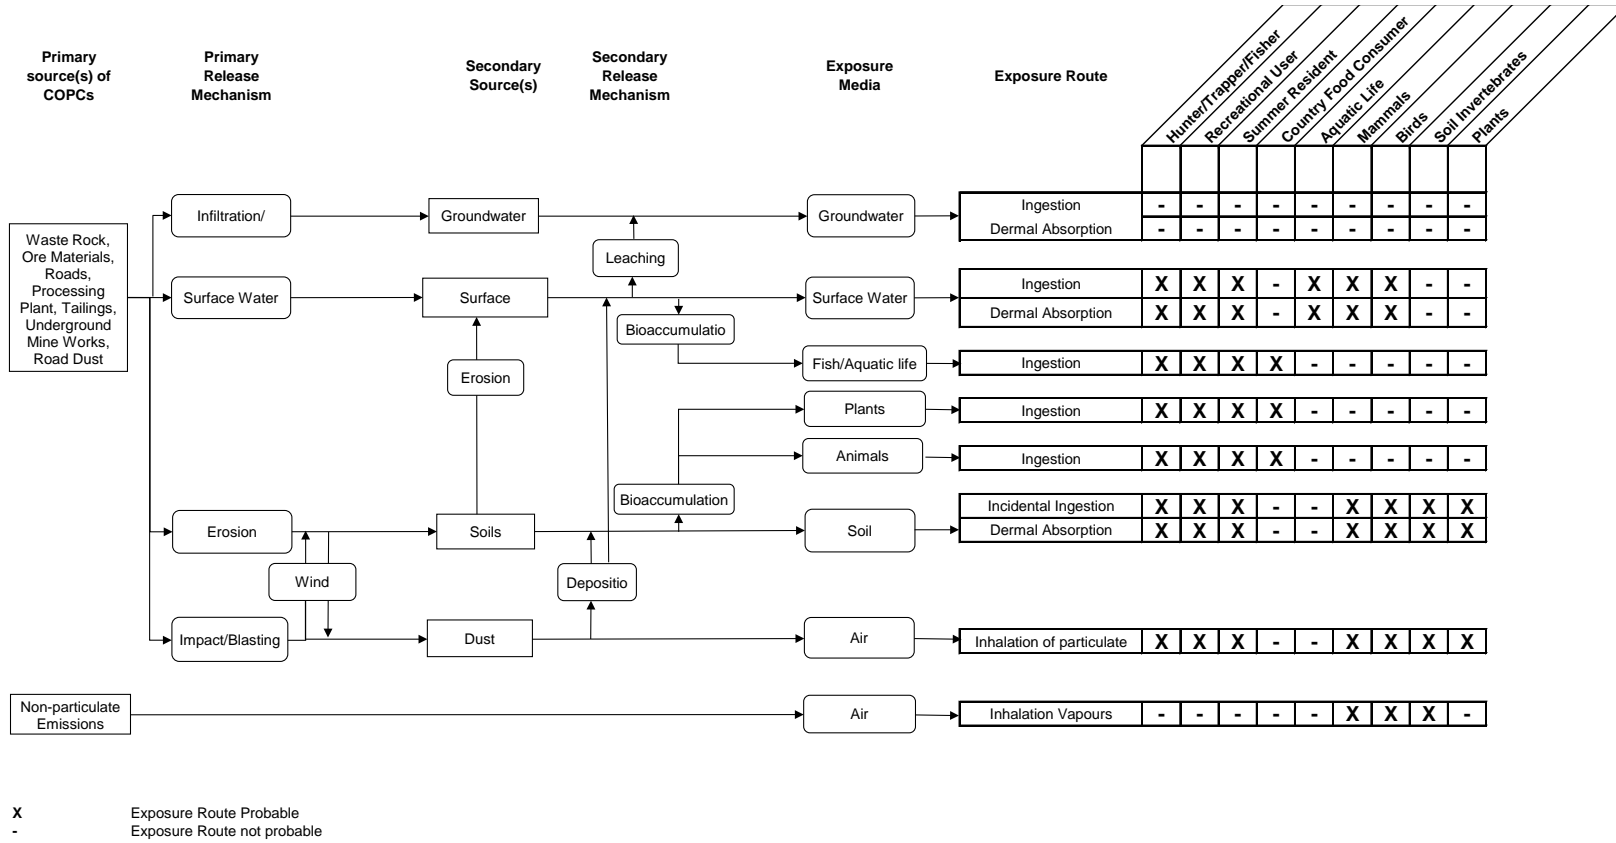 Primary
source(s) of
COPCs
Primary
Release
Mechanism
Secondary
Source(s)
Secondary
Release
Mechanism
Exposure
Media
Exposure Route
Hunter/Trapper/Fisher
Recreational User
Summer Resident
Country Food Consumer
Aquatic Life
Mammals
Birds
Soil Invertebrates
Plants
Waste Rock,
Ore Materials,
Roads,
Processing
Plant, Tailings,
Underground
Mine Works,
Road Dust
Infiltration/
Groundwater
Leaching
Groundwater
Ingestion - - - - - - - - -
Dermal Absorption - - - - - - - - -
Surface Water
Surface
Bioaccumulatio
Surface Water
Ingestion X X X - X X X - -
Dermal Absorption X X X - X X X - -
Erosion
Fish/Aquatic life
Ingestion X X X X - - - - -
Plants
Ingestion X X X X - - - - -
Animals
Ingestion X X X X - - - - -
Bioaccumulation
Erosion
Soils
Soil
Incidental Ingestion X X X - - X X X X
Dermal Absorption X X X - - X X X X
Wind
Depositio
Impact/Blasting
Dust
Air
Inhalation of particulate X X X - - X X X X
Non-particulate
Emissions
Air
Inhalation Vapours - - - - - X X X -
X Exposure Route Probable
- Exposure Route not probable